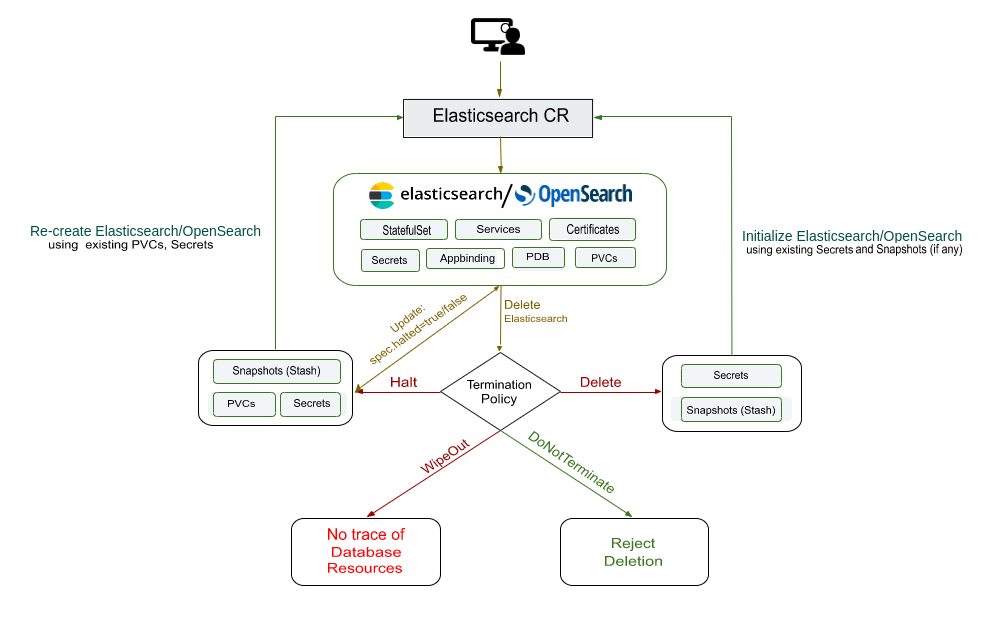 Elasticsearch CR
elasticsearch/OpenSearch
StatefulSet
Services
Certificates
Secrets
Appbinding
PDB
PVCs
Re-create Elasticsearch/OpenSearch
using existing PVCs, Secrets
Initialize Elasticsearch/OpenSearch
using existing Secrets and Snapshots (if any)
Update:
spec.halted=true/false
Delete
Elasticsearch
Snapshots (Stash)
PVCs
Secrets
Halt
Termination
Policy
Delete
Secrets
Snapshots (Stash)
WipeOut
DoNotTerminate
No trace of
Database
Resources
Reject
Deletion